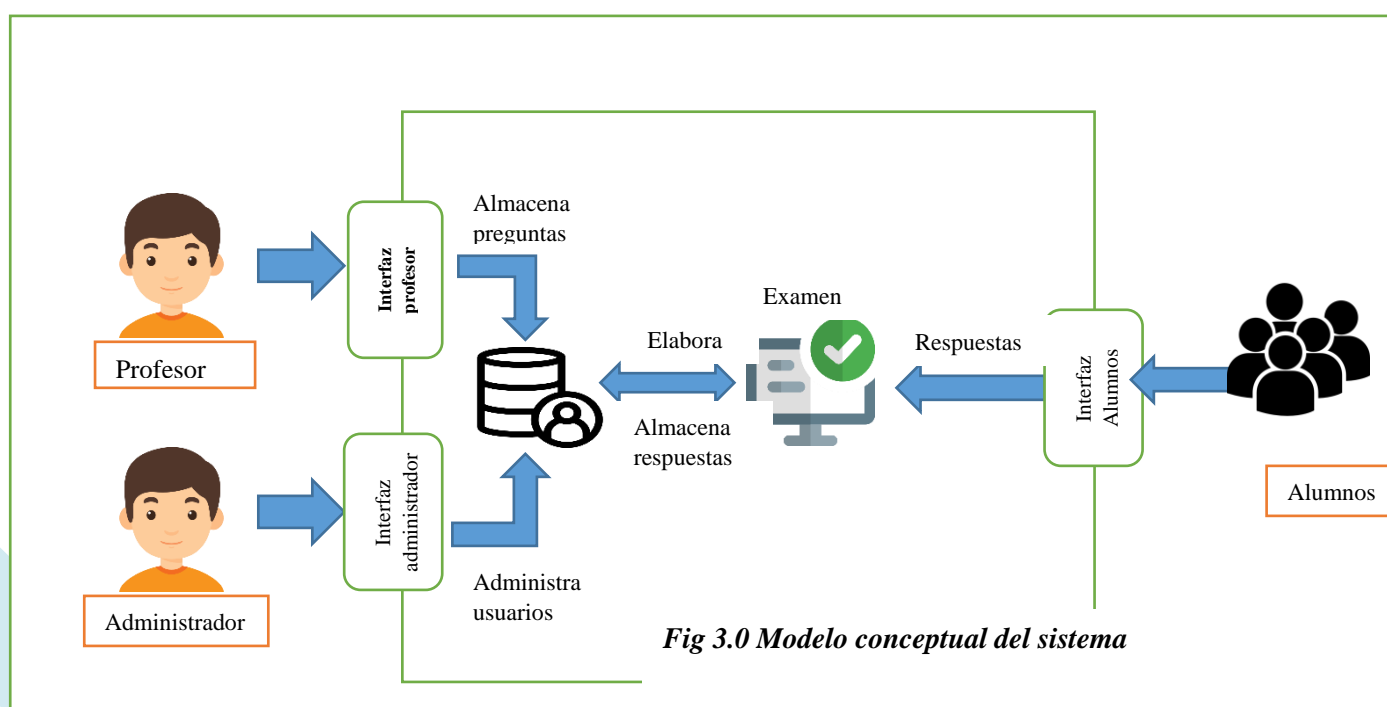 Profesor
Interfaz
profesor
Almacena
preguntas
Administrador
Interfaz
administrador
Administra
usuarios
Elabora
Almacena
respuestas
Examen
Respuestas
Interfaz
Alumnos
Alumnos
Fig 3.0 Modelo conceptual del sistema